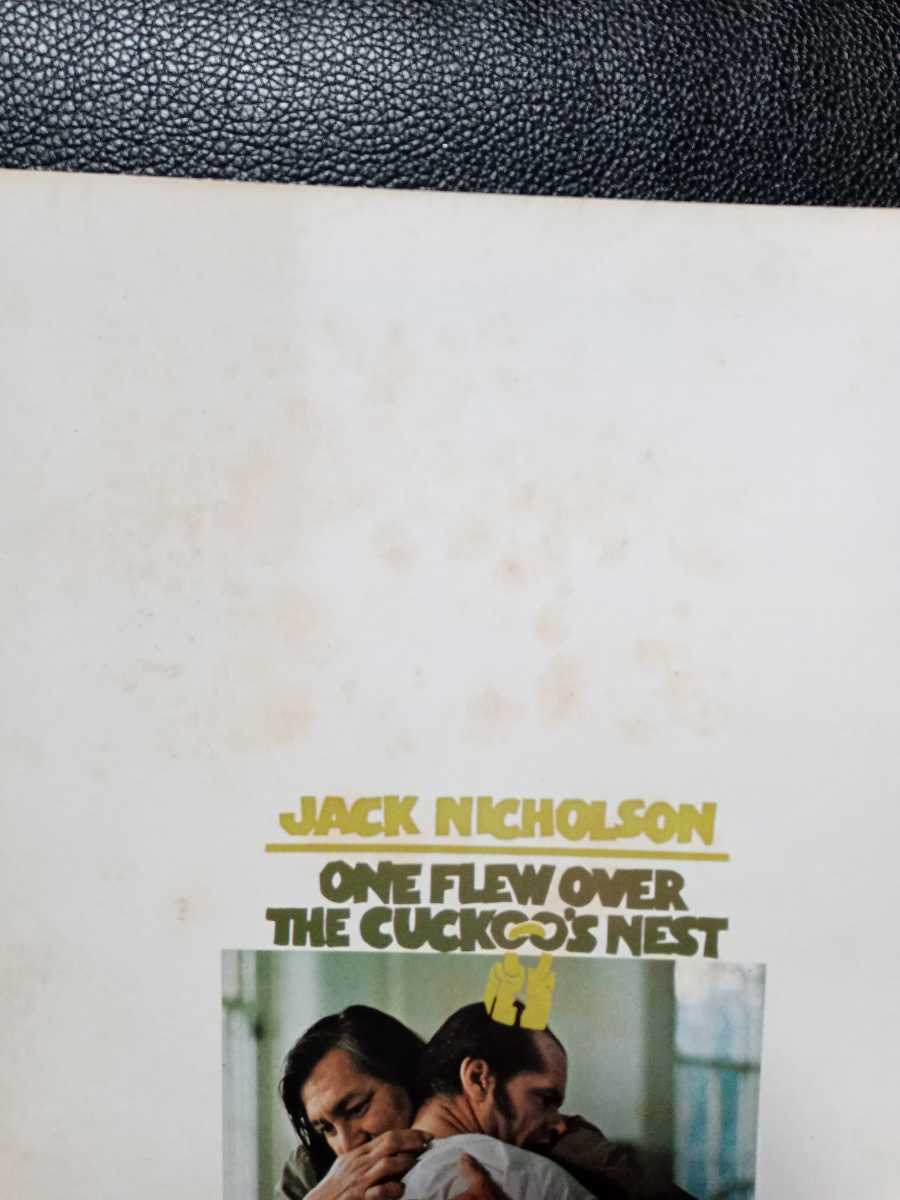 JACK NICHOLSON
ONE FLEW OVER
THE CUCKOO'S NEST